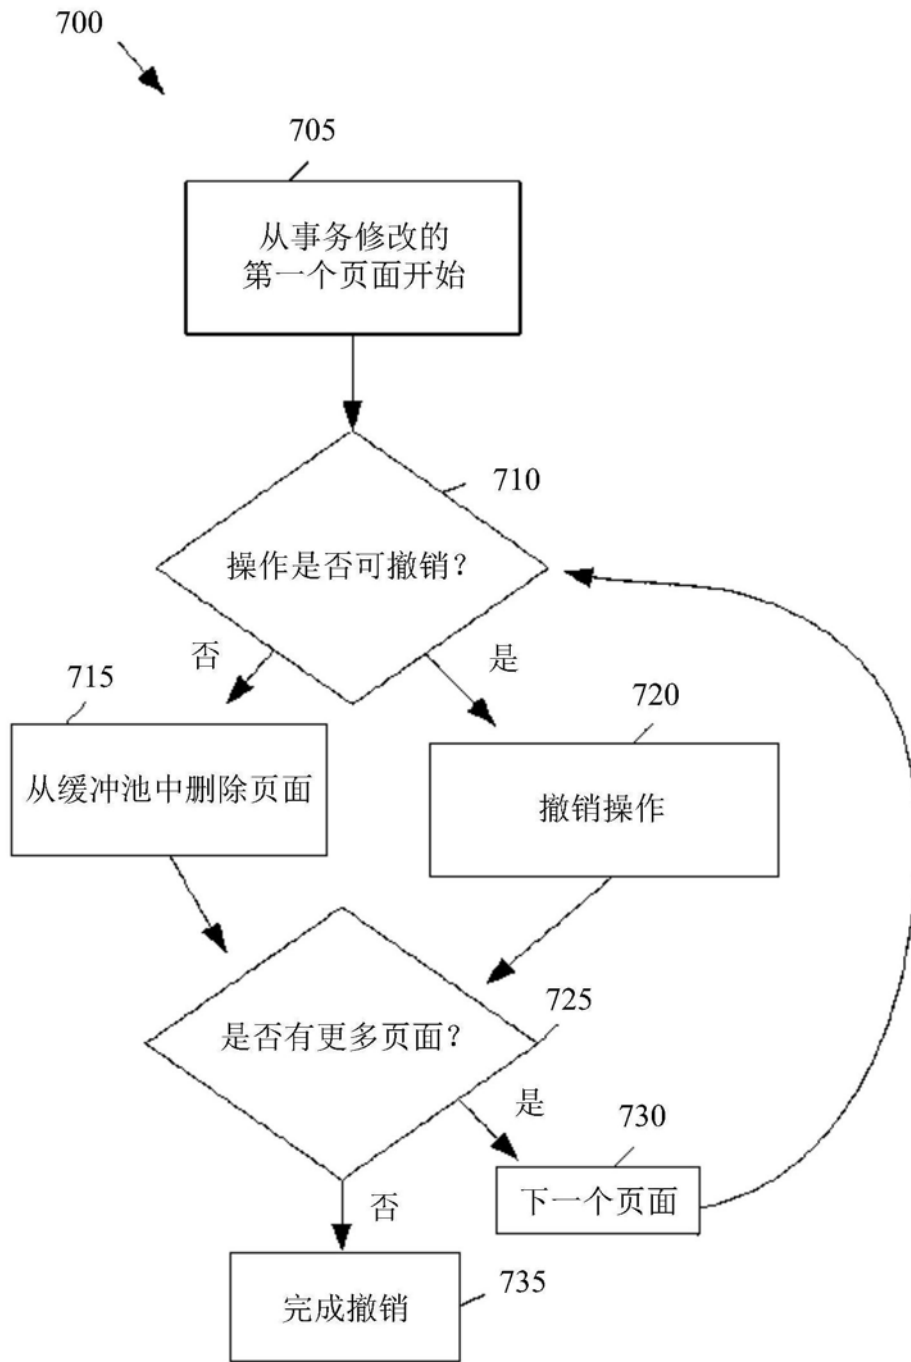 700
705
从事务修改的
第一个页面开始
710
操作是否可撤销？
否
是
715
720
从缓冲池中删除页面
撤销操作
725
是否有更多页面？
是
730
下一个页面
否
735
完成撤销